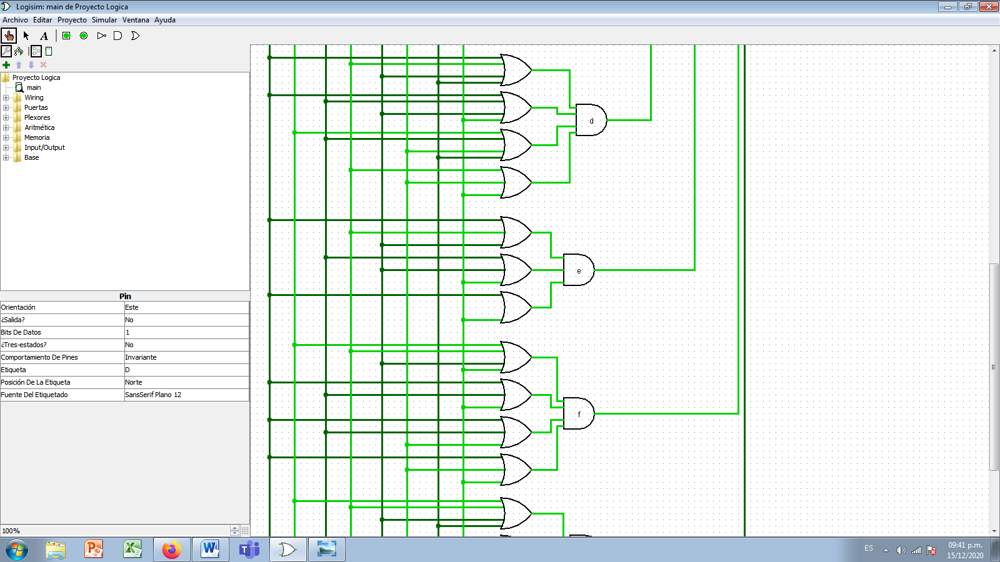 Logisim: main de Proyecto Logica
Archivo Editar Proyecto Simular Ventana Ayuda
A
Proyecto Logica
main
Wiring
Puertas
Plexores
Aritmética
Memoria
Input/Output
Base
Pin
Orientación Este
¿Salida? No
Bits De Datos 1
¿Tres-estados? No
Comportamiento De Pines Invariante
Etiqueta D
Posición De La Etiqueta Norte
Fuente Del Etiquetado SansSerif Plano 12
100%
d
e
f
ES
09:41 p.m.
15/12/2020